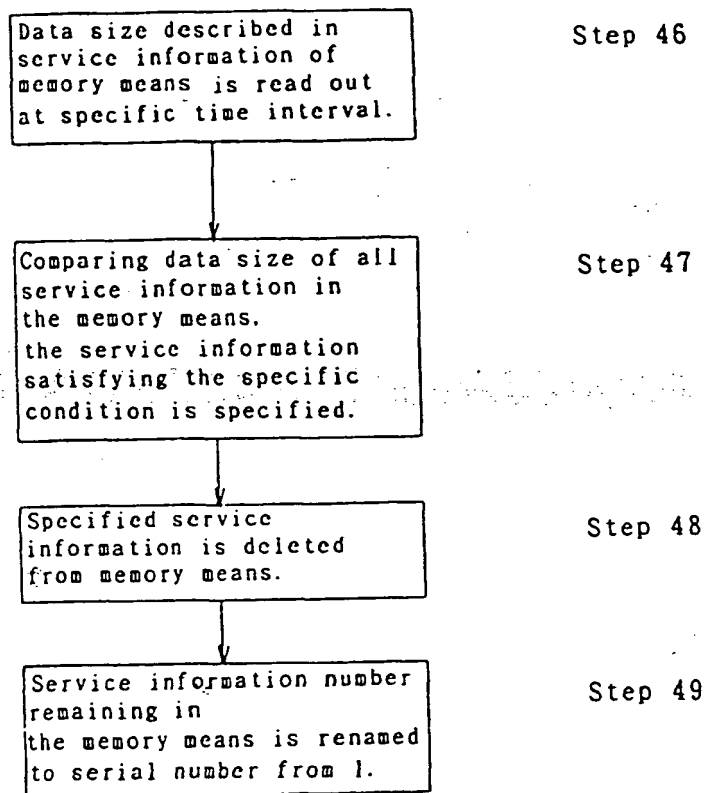 Data size described in
service information of
memory means is read out
at specific time interval.
Step 46
Comparing data size of all
service information in
the memory means.
the service information
satisfying the specific
condition is specified.
Step 47
Specified service
information is deleted
from memory means.
Step 48
Service information number
remaining in
the memory means is renamed
to serial number from 1.
Step 49